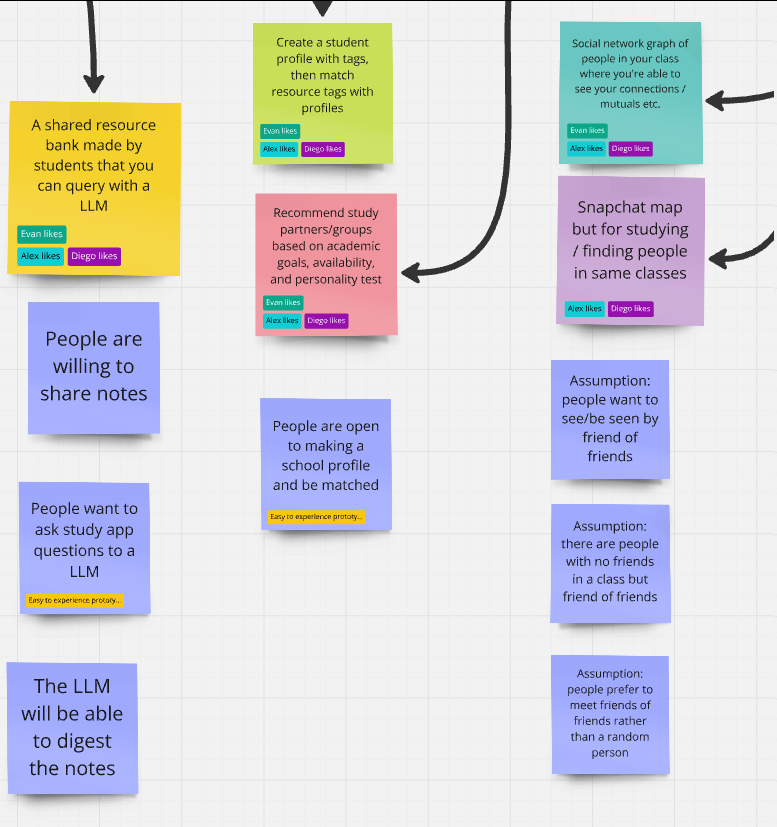 A shared resource
bank made by
students that you
can query with a
LLM
Evan likes
Alex likes
Diego likes
People are
willing to
share notes
People want to
ask study app
questions to a
LLM
Easy to experience prototy...
The LLM
will be able
to digest
the notes
Create a student
profile with tags,
then match
resource tags with
profiles
Evan likes
Alex likes
Diego likes
Recommend study
partners/groups
based on academic
goals, availability,
and personality test
Evan likes
Alex likes
Diego likes
People are open
to making a
school profile
and be matched
Easy to experience prototy...
Social network graph of
people in your class
where you're able to
see your connections /
mutuals etc.
Evan likes
Alex likes
Diego likes
Snapchat map
but for studying
/ finding people
in same classes
Alex likes
Diego likes
Assumption:
people want to
see/be seen by
friend of
friends
Assumption:
there are people
with no friends
in a class but
friend of friends
Assumption:
people prefer to
meet friends of
friends rather
than a random
person